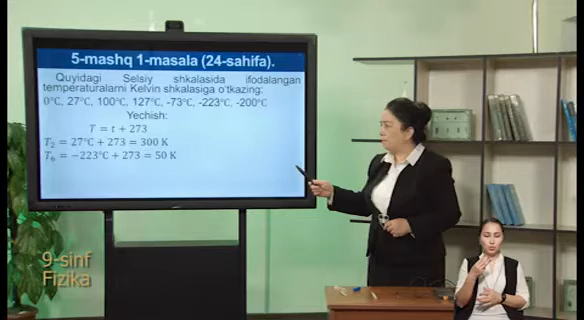 5-mashq 1-masala (24-sahifa).
Quyidagi Selsiy shkalasida ifodalangan
temperaturalarni Kelvin shkalasiga o'tkazing:
0°C, 27°C, 100°C, 127°C, -73°C, -223°C, -200°C
Yechish:
T = t + 273
T₂ = 27°C + 273 = 300 K
T₆ = −223°C + 273 = 50 K
9-sinf
Fizika